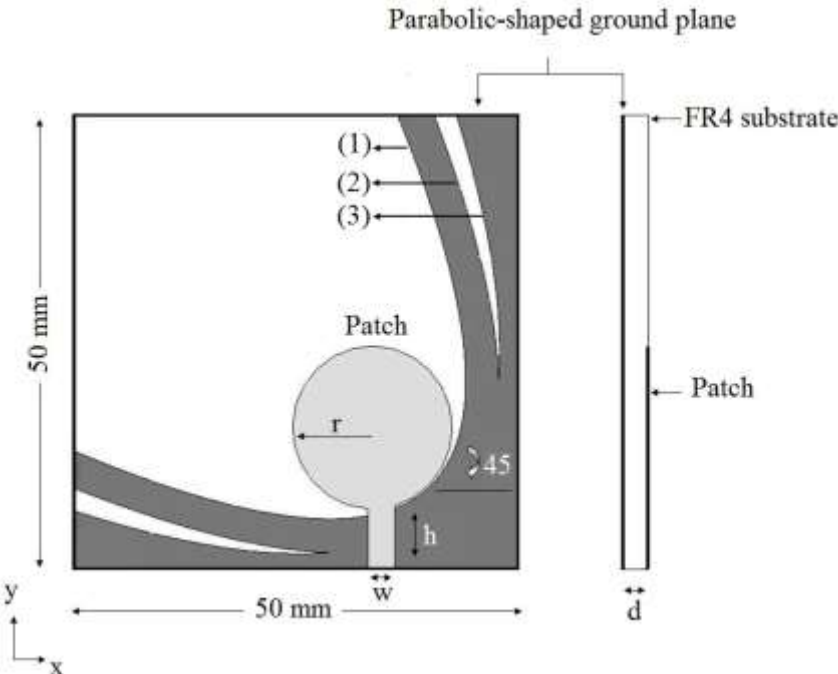 Parabolic-shaped ground plane
FR4 substrate
(1)
(2)
(3)
50 mm
Patch
r
Patch
45
h
w
50 mm
d
y
x